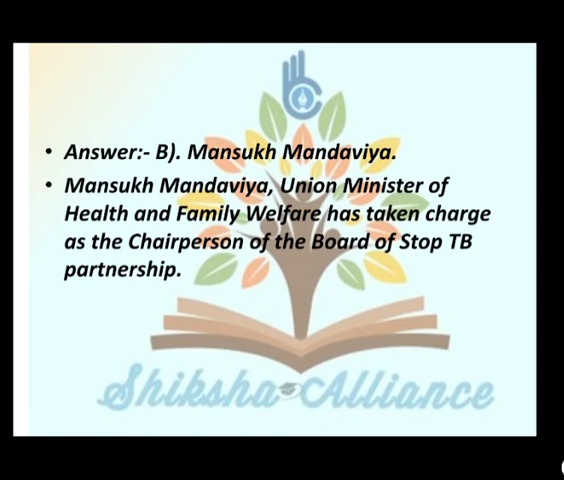 • Answer:- B). Mansukh Mandaviya.
• Mansukh Mandaviya, Union Minister of
Health and Family Welfare has taken charge
as the Chairperson of the Board of Stop TB
partnership.
Shiksha Alliance